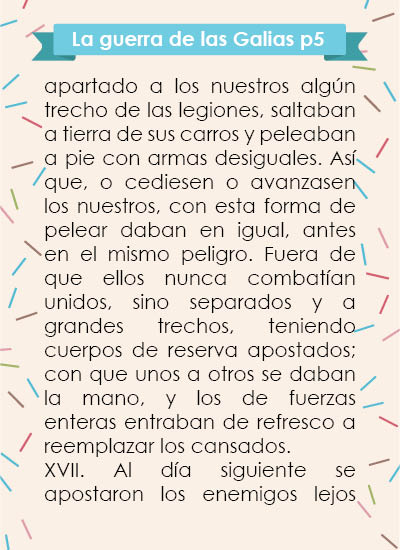 La guerra de las Galias p5
apartado a los nuestros algún
trecho de las legiones, saltaban
a tierra de sus carros y peleaban
a pie con armas desiguales. Así
que, o cediesen o avanzasen
los nuestros, con esta forma de
pelear daban en igual, antes
en el mismo peligro. Fuera de
que ellos nunca combatían
unidos, sino separados y a
grandes trechos, teniendo
cuerpos de reserva apostados;
con que unos a otros se daban
la mano, y los de fuerzas
enteras entraban de refresco a
reemplazar los cansados.
XVII. Al día siguiente se
apostaron los enemigos lejos